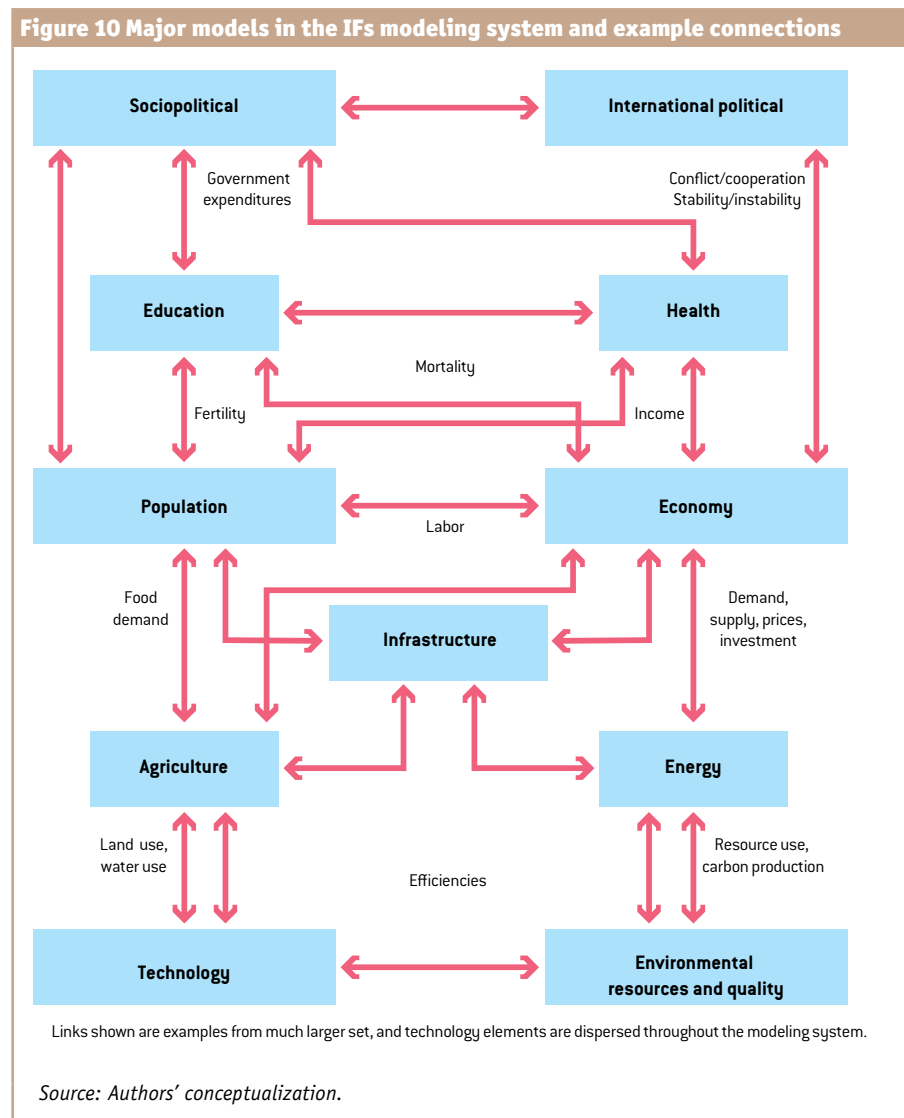 Figure 10 Major models in the IFs modeling system and example connections
Sociopolitical
International political
Government
expenditures
Conflict/cooperation
Stability/instability
Education
Health
Mortality
Fertility
Income
Population
Economy
Labor
Food
demand
Demand,
supply, prices,
investment
Infrastructure
Agriculture
Energy
Land use,
water use
Resource use,
carbon production
Efficiencies
Technology
Environmental
resources and quality
Links shown are examples from much larger set, and technology elements are dispersed throughout the modeling system.
Source: Authors' conceptualization.